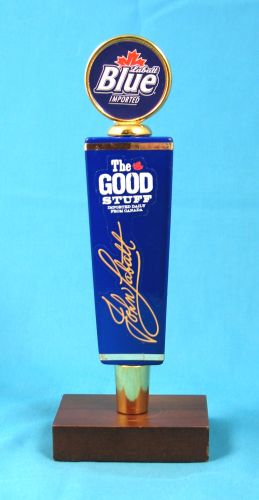 Labatt
Blue
IMPORTED
The
GOOD
STUFF
IMPORTED DAILY
FROM CANADA
John Labatt